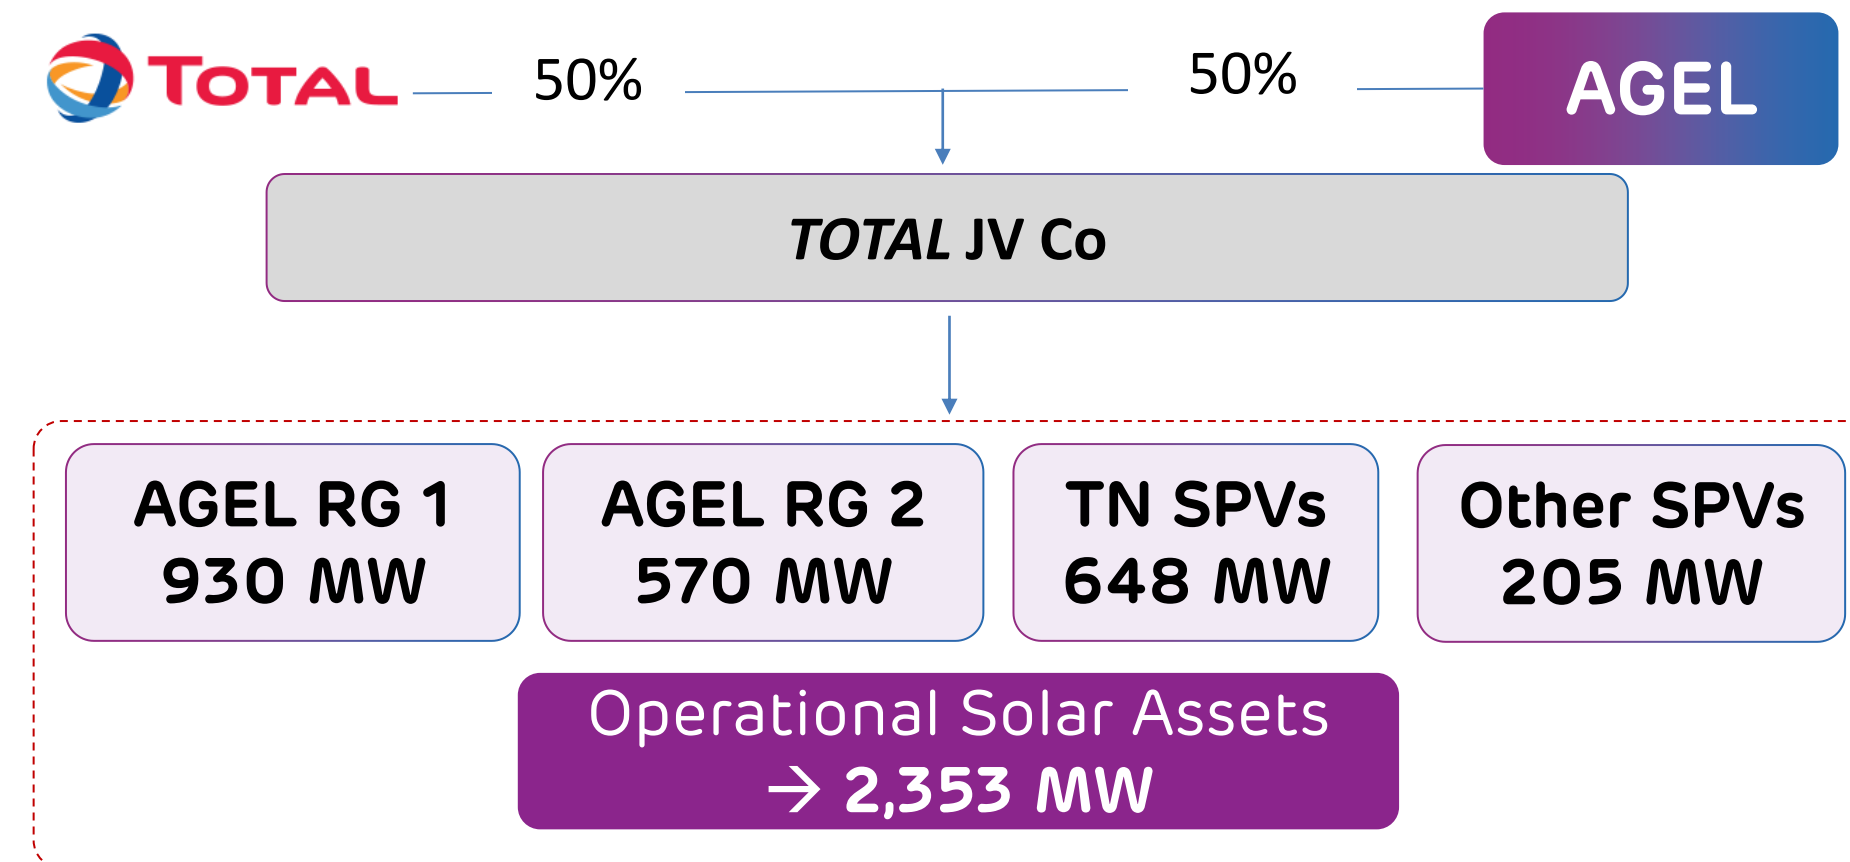 TOTAL
50%
50%
AGEL
TOTAL JV Co
AGEL RG 1
930 MW
AGEL RG 2
570 MW
TN SPVs
648 MW
Other SPVs
205 MW
Operational Solar Assets
→ 2,353 MW